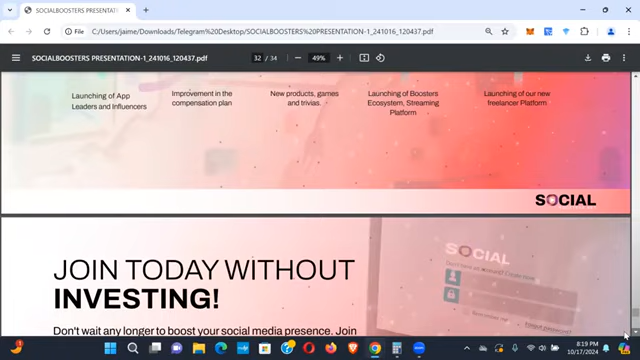 SOCIALBOOSTERS PRESENTATI
C:/Users/jaime/Downloads/Telegram%20Desktop/SOCIALBOOSTERS%20PRESENTATION-1_241016_120437.pdf
SOCIALBOOSTERS PRESENTATION-1_241016_120437.pdf
32 / 34
49%
Launching of App
Leaders and Influencers
Improvement in the
compensation plan
New products, games
and trivias.
Launching of Boosters
Ecosystem, Streaming
Platform
Launching of our new
freelancer Platform
SOCIAL
SOCIAL
JOIN TODAY WITHOUT
INVESTING!
Don't wait any longer to boost your social media presence. Join
8:19 PM
10/17/2024